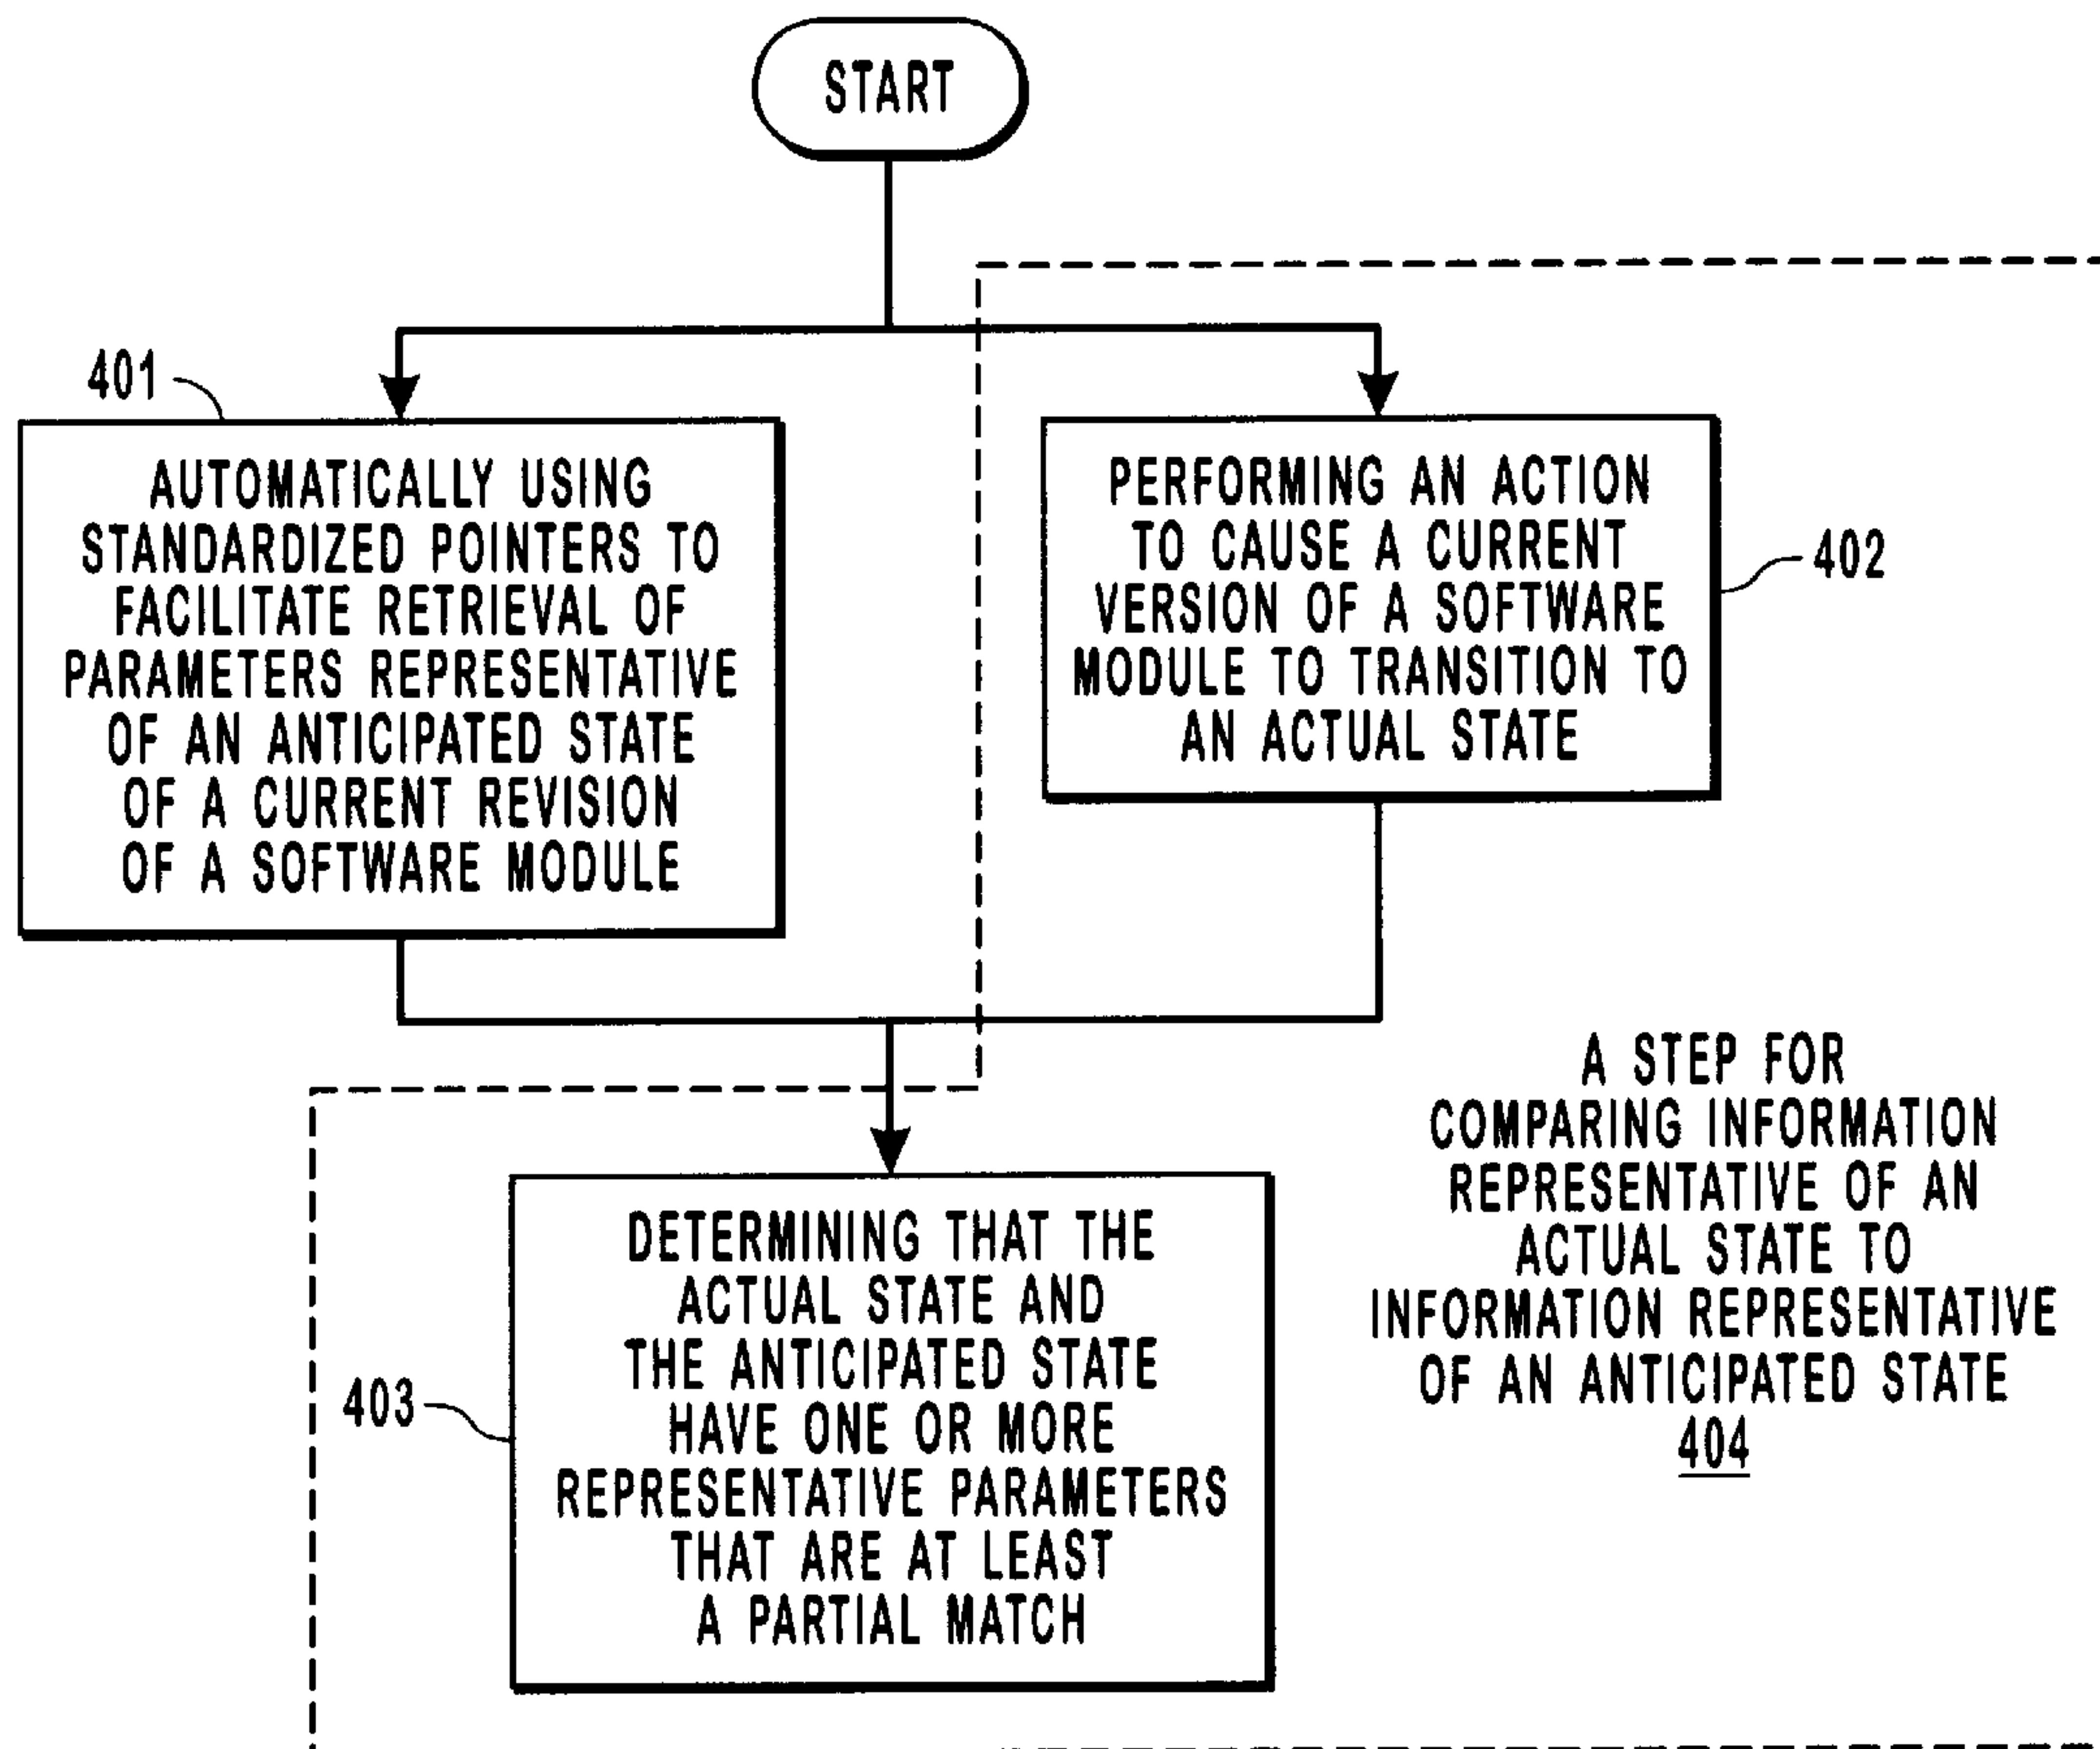 START
401
AUTOMATICALLY USING
STANDARDIZED POINTERS TO
FACILITATE RETRIEVAL OF
PARAMETERS REPRESENTATIVE
OF AN ANTICIPATED STATE
OF A CURRENT REVISION
OF A SOFTWARE MODULE
PERFORMING AN ACTION
TO CAUSE A CURRENT
VERSION OF A SOFTWARE
MODULE TO TRANSITION TO
AN ACTUAL STATE
402
403
DETERMINING THAT THE
ACTUAL STATE AND
THE ANTICIPATED STATE
HAVE ONE OR MORE
REPRESENTATIVE PARAMETERS
THAT ARE AT LEAST
A PARTIAL MATCH
A STEP FOR
COMPARING INFORMATION
REPRESENTATIVE OF AN
ACTUAL STATE TO
INFORMATION REPRESENTATIVE
OF AN ANTICIPATED STATE
404